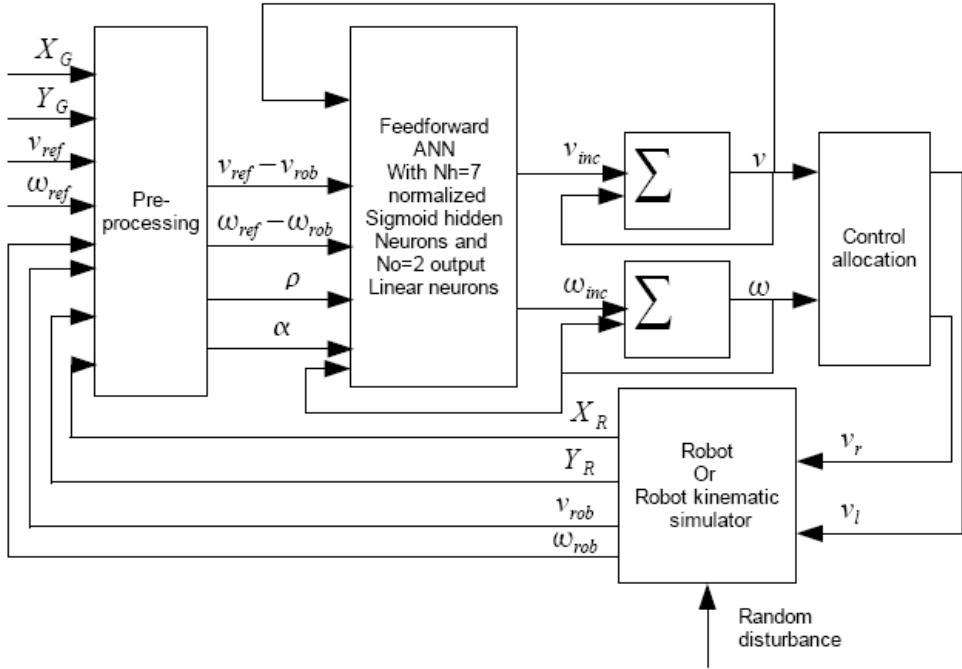 X_G
Y_G
v_ref
ω_ref
Pre-
processing
v_ref − v_rob
ω_ref − ω_rob
ρ
α
Feedforward
ANN
With Nh=7
normalized
Sigmoid hidden
Neurons and
No=2 output
Linear neurons
v_inc
ω_inc
Σ
Σ
v
ω
Control
allocation
X_R
Y_R
v_rob
ω_rob
Robot
Or
Robot kinematic
simulator
v_r
v_l
Random
disturbance